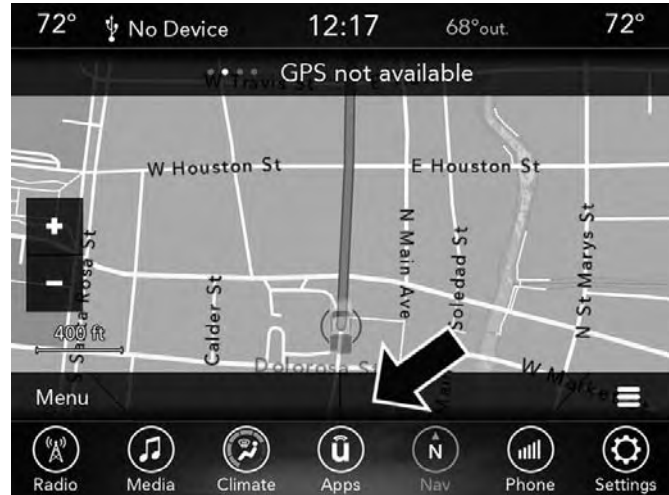 72° No Device 12:17 68°out. 72°
GPS not available
W Travis St
W Houston St
E Houston St
+
N Main Ave
Soledad St
N St Marys St
S Santa Rosa St
Calder St
-
400 ft
Dolorosa St
Main
W Market
Menu
û
N
Radio Media Climate Apps Nav Phone Settings